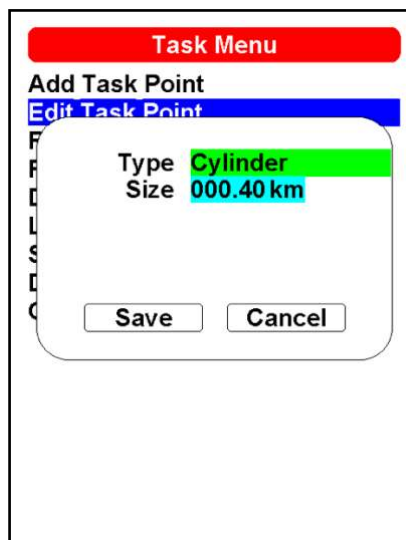 Task Menu
Add Task Point
Edit Task Point
Type Cylinder
Size 000.40 km
Save Cancel